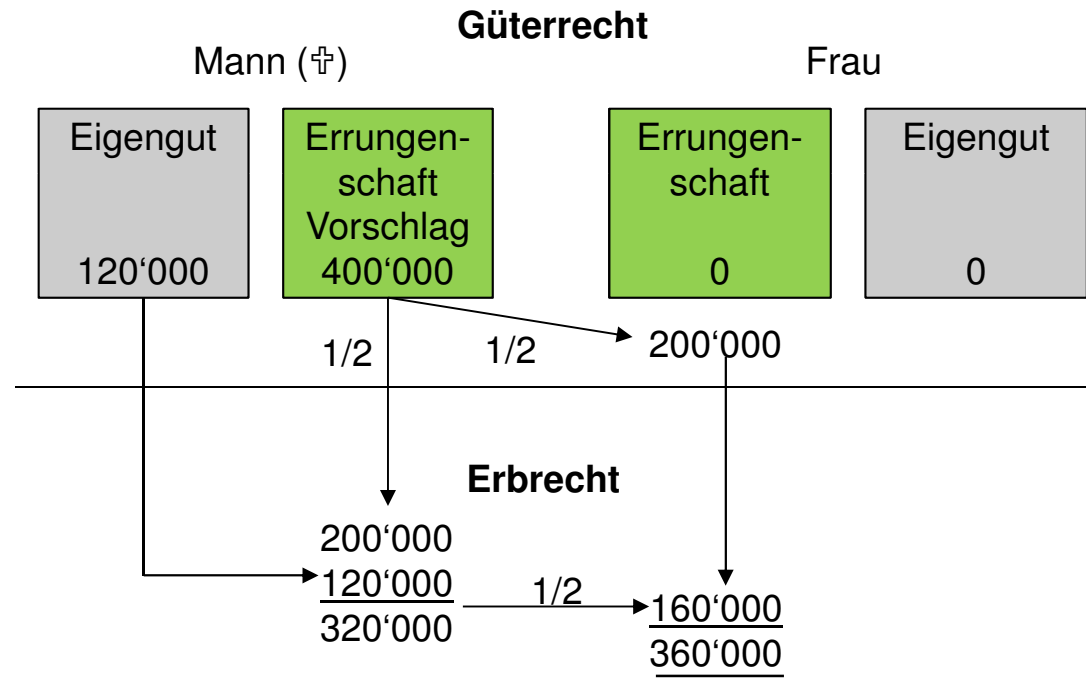 Güterrecht
Mann (✞)
Frau
Eigengut
120‘000
Errungen-
schaft
Vorschlag
400‘000
Errungen-
schaft
0
Eigengut
0
1/2
1/2
200‘000
Erbrecht
200‘000
120‘000
320‘000
1/2
160‘000
360‘000